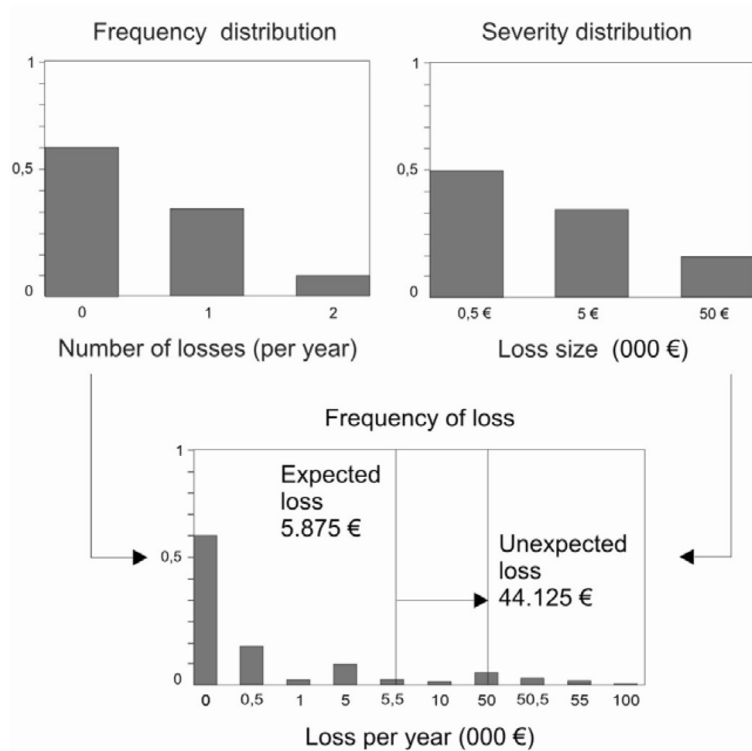 Frequency distribution
1
0,5
0
0
1
2
Number of losses (per year)
Severity distribution
1
0,5
0
0,5 €
5 €
50 €
Loss size (000 €)
Frequency of loss
1
0,5
0
Expected
loss
5.875 €
Unexpected
loss
44.125 €
0
0,5
1
5
5,5
10
50
50,5
55
100
Loss per year (000 €)